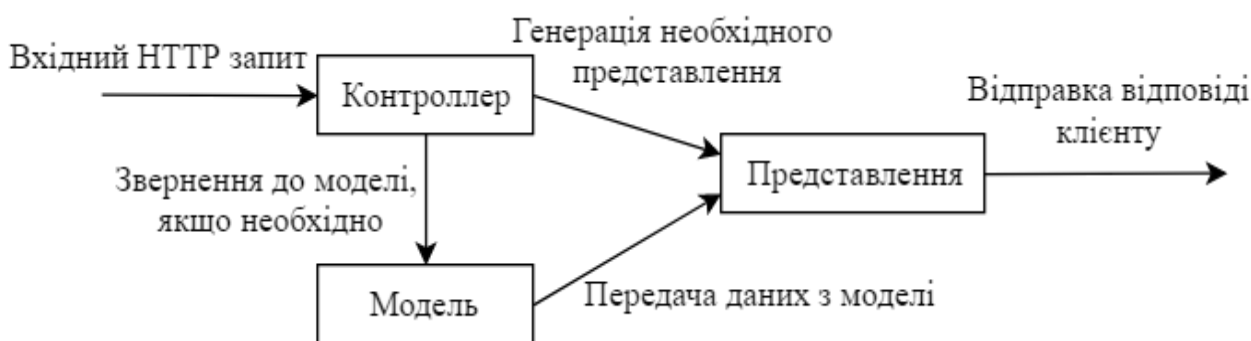 Вхідний HTTP запит
Контроллер
Генерація необхідного
представлення
Відправка відповіді
клієнту
Представлення
Звернення до моделі,
якщо необхідно
Модель
Передача даних з моделі